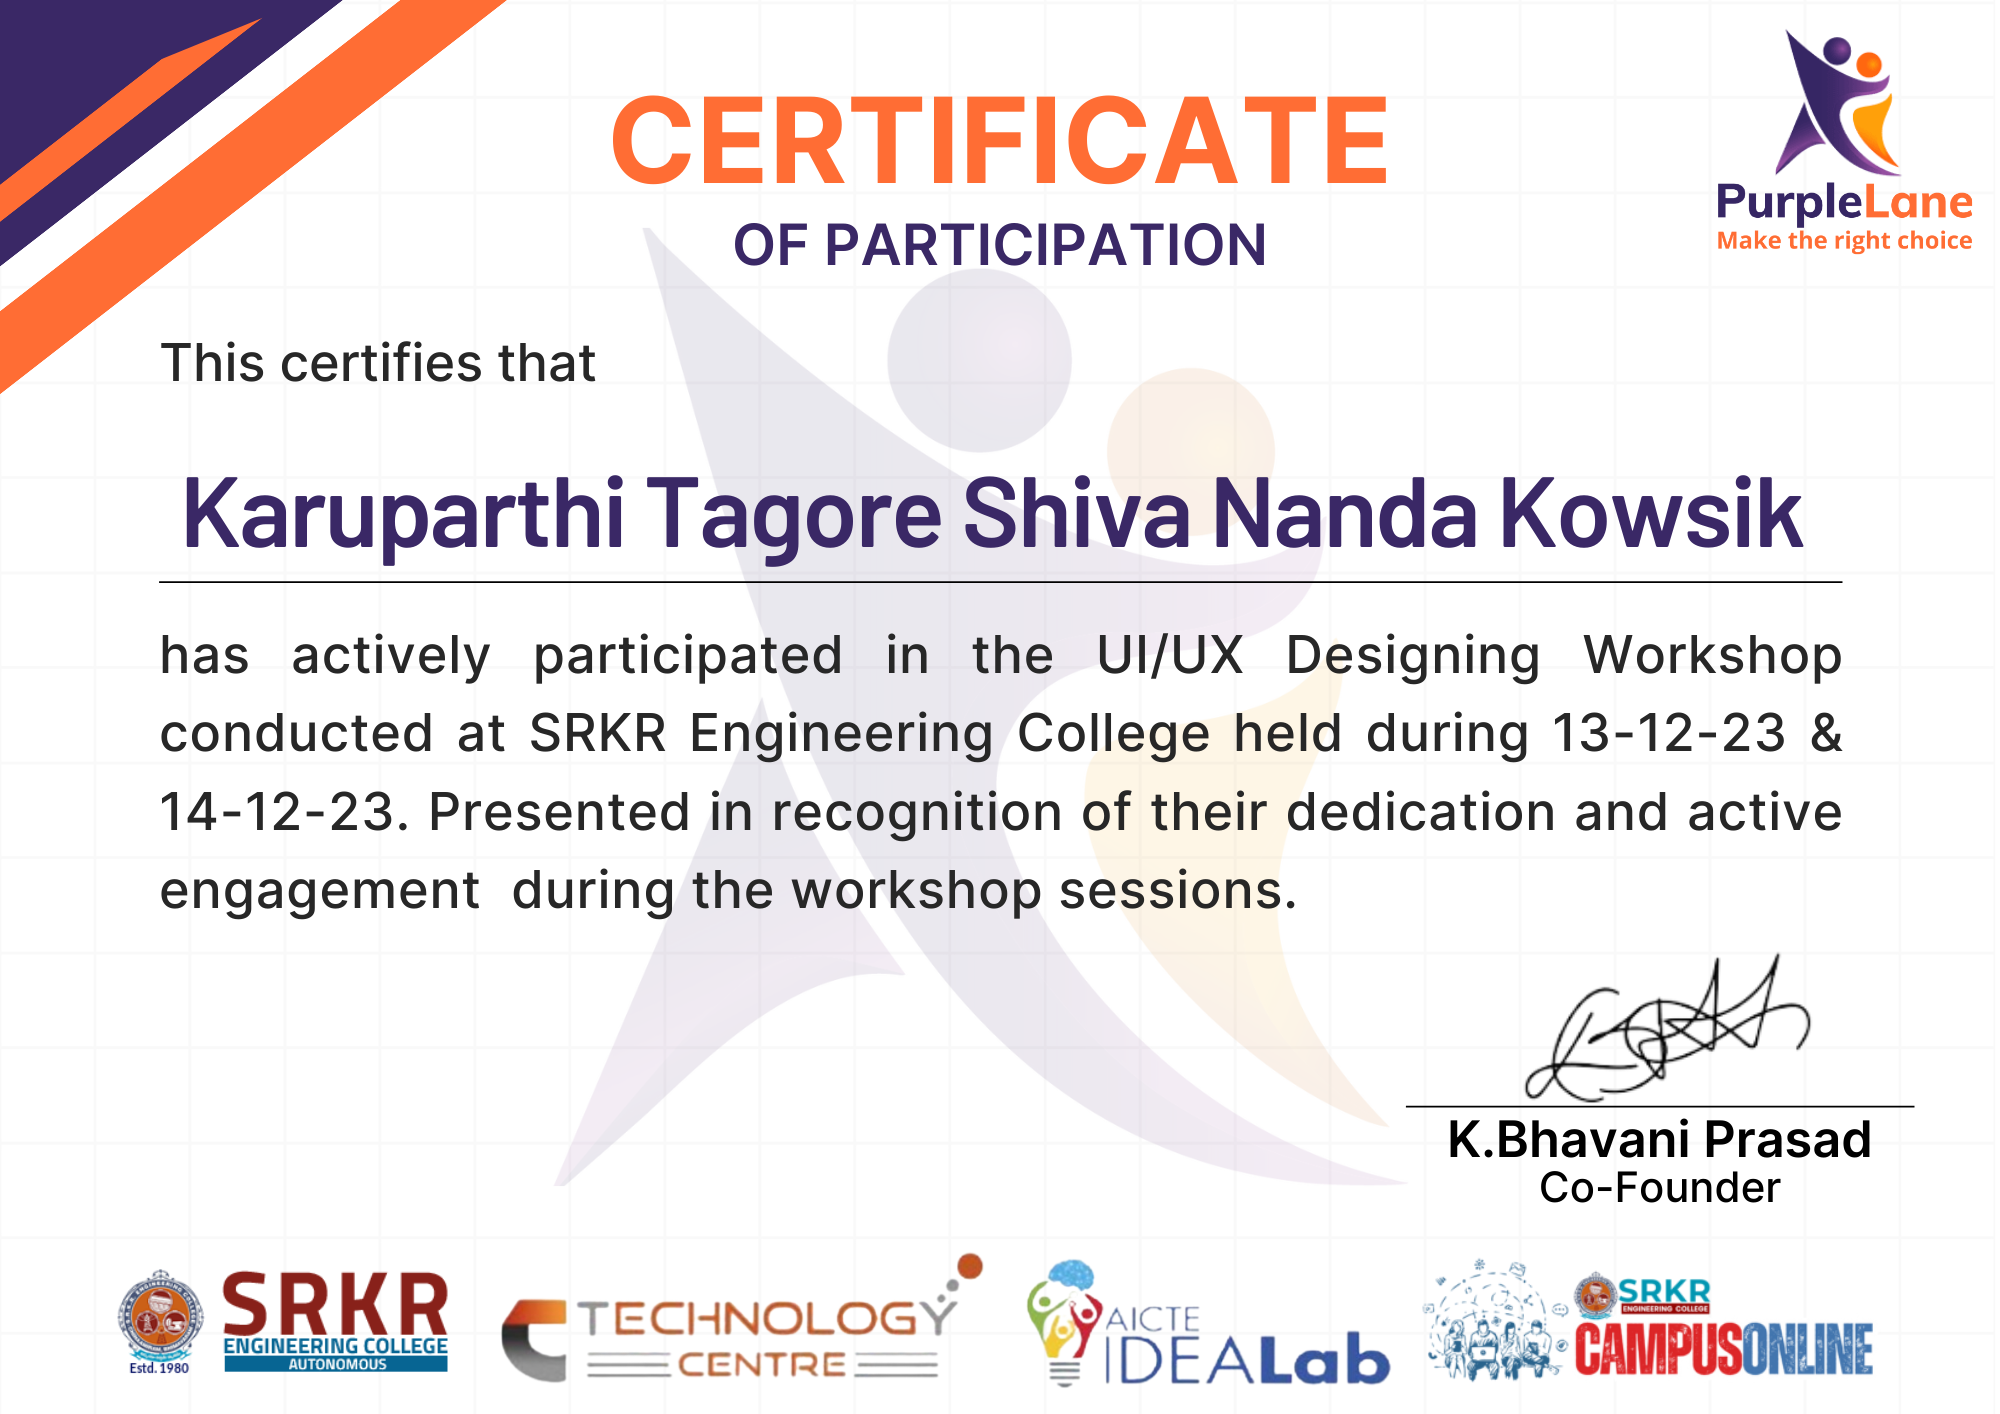 CERTIFICATE
OF PARTICIPATION
PurpleLane
Make the right choice
This certifies that
Karuparthi Tagore Shiva Nanda Kowsik
has actively participated in the UI/UX Designing Workshop
conducted at SRKR Engineering College held during 13-12-23 &
14-12-23. Presented in recognition of their dedication and active
engagement during the workshop sessions.
K.Bhavani Prasad
Co-Founder
Estd. 1980
SRKR
ENGINEERING COLLEGE
AUTONOMOUS
TECHNOLOGY
CENTRE
AICTE
IDEALab
SRKR
ENGINEERING COLLEGE
CAMPUSONLINE